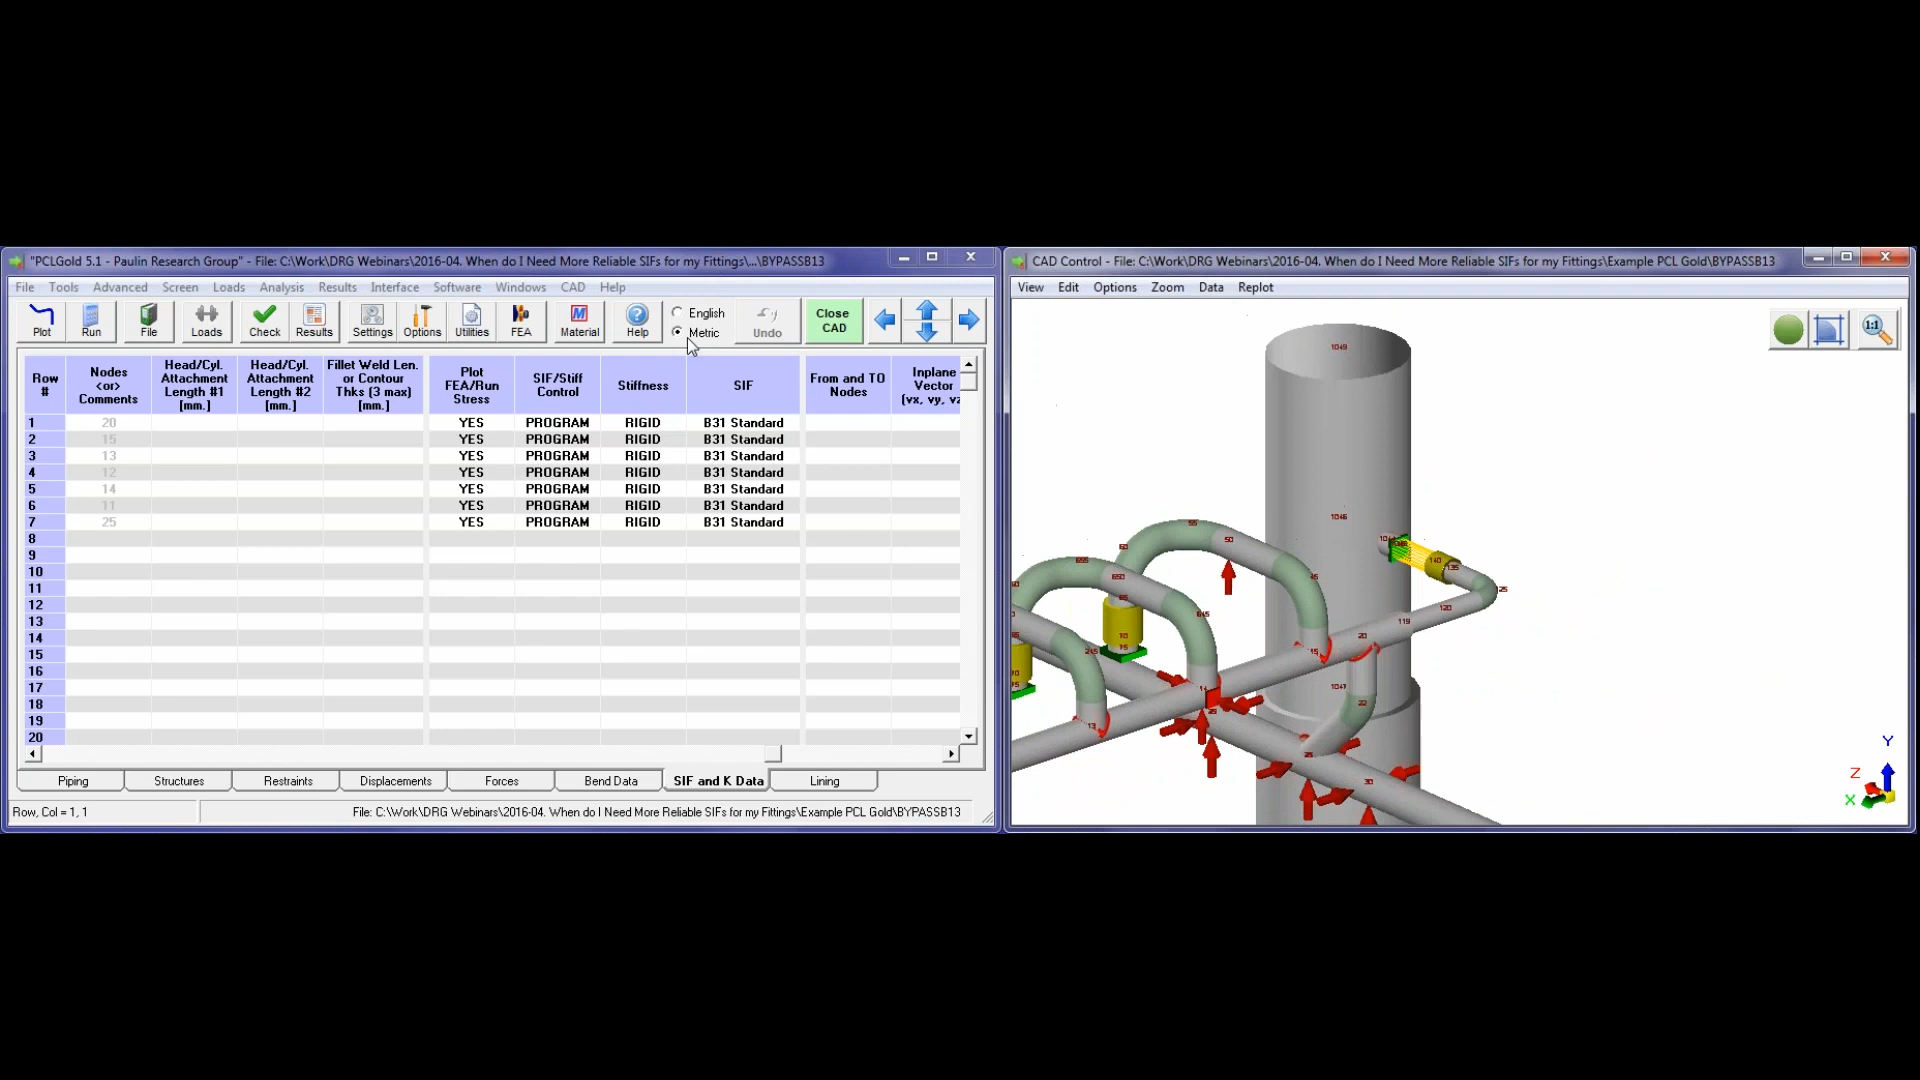 "PCLGold 5.1 - Paulin Research Group" - File: C:\Work\DRG Webinars\2016-04. When do I Need More Reliable SIFs for my Fittings\...\BYPASSB13
File Tools Advanced Screen Loads Analysis Results Interface Software Windows CAD Help
Plot Run File Loads Check Results Settings Options Utilities FEA Material Help English Metric Undo Close CAD
Row # Nodes <or> Comments Head/Cyl. Attachment Length #1 [mm.] Head/Cyl. Attachment Length #2 [mm.] Fillet Weld Len. or Contour Thks (3 max) [mm.] Plot FEA/Run Stress SIF/Stiff Control Stiffness SIF From and TO Nodes Inplane Vector (vx, vy, vz
1 20 YES PROGRAM RIGID B31 Standard
2 15 YES PROGRAM RIGID B31 Standard
3 13 YES PROGRAM RIGID B31 Standard
4 12 YES PROGRAM RIGID B31 Standard
5 14 YES PROGRAM RIGID B31 Standard
6 11 YES PROGRAM RIGID B31 Standard
7 25 YES PROGRAM RIGID B31 Standard
8
9
10
11
12
13
14
15
16
17
18
19
20
Piping Structures Restraints Displacements Forces Bend Data SIF and K Data Lining
Row, Col = 1, 1 File: C:\Work\DRG Webinars\2016-04. When do I Need More Reliable SIFs for my Fittings\Example PCL Gold\BYPASSB13
CAD Control - File: C:\Work\DRG Webinars\2016-04. When do I Need More Reliable SIFs for my Fittings\Example PCL Gold\BYPASSB13
View Edit Options Zoom Data Replot
1:1
1049
1046
50
650
120
119
20
1047
30
Y
Z
X